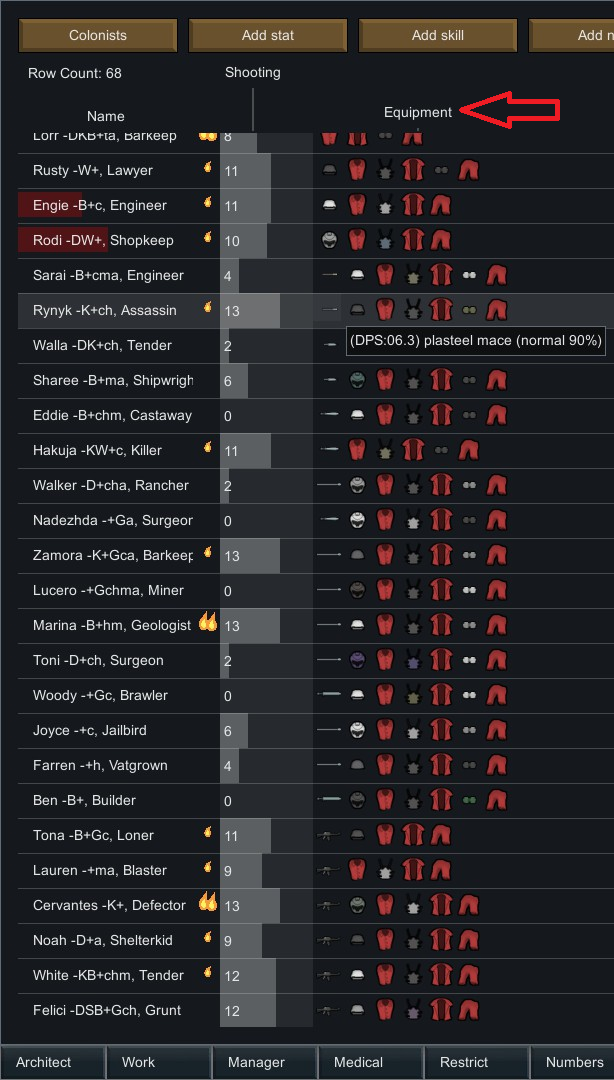 Colonists Add stat Add skill Add n
Row Count: 68 Shooting
Name Equipment
Lorr -DKB+ta, Barkeep 8
Rusty -W+, Lawyer 11
Engie -B+c, Engineer 11
Rodi -DW+, Shopkeep 10
Sarai -B+cma, Engineer 4
Rynyk -K+ch, Assassin 13
(DPS:06.3) plasteel mace (normal 90%)
Walla -DK+ch, Tender 2
Sharee -B+ma, Shipwrigh 6
Eddie -B+chm, Castaway 0
Hakuja -KW+c, Killer 11
Walker -D+cha, Rancher 2
Nadezhda -+Ga, Surgeor 0
Zamora -K+Gca, Barkeep 13
Lucero -+Gchma, Miner 0
Marina -B+hm, Geologist 13
Toni -D+ch, Surgeon 2
Woody -+Gc, Brawler 0
Joyce -+c, Jailbird 6
Farren -+h, Vatgrown 4
Ben -B+, Builder 0
Tona -B+Gc, Loner 11
Lauren -+ma, Blaster 9
Cervantes -K+, Defector 13
Noah -D+a, Shelterkid 9
White -KB+chm, Tender 12
Felici -DSB+Gch, Grunt 12
Architect Work Manager Medical Restrict Numbers